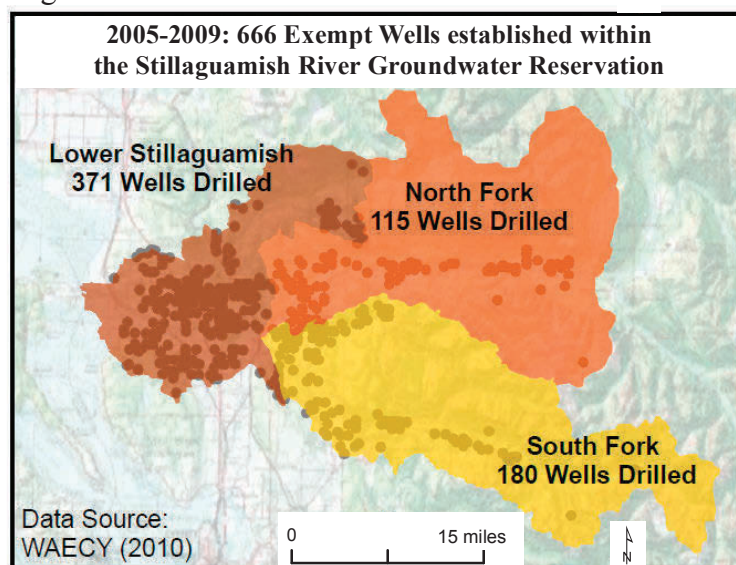 2005-2009: 666 Exempt Wells established within
the Stillaguamish River Groundwater Reservation
Lower Stillaguamish
371 Wells Drilled
North Fork
115 Wells Drilled
South Fork
180 Wells Drilled
Data Source:
WAECY (2010)
0 15 miles
N